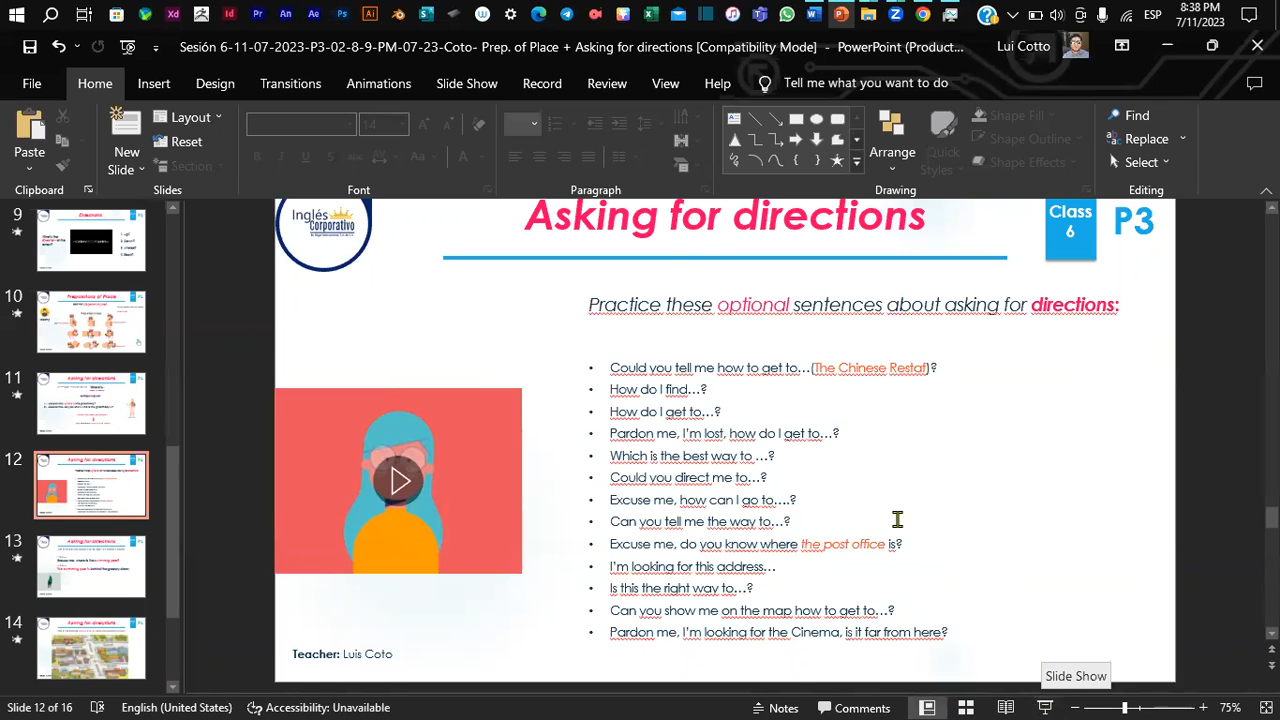 8:38 PM
ESP
7/11/2023
Sesión 6-11-07-2023-P3-02-8-9-PM-07-23-Coto- Prep. of Place + Asking for directions [Compatibility Mode] - PowerPoint (Product...
Lui Cotto
File
Home
Insert
Design
Transitions
Animations
Slide Show
Record
Review
View
Help
Tell me what you want to do
Paste
New
Slide
Layout
Reset
Section
14
Arrange
Quick
Styles
Shape Fill
Shape Outline
Shape Effects
Find
Replace
Select
Clipboard
Slides
Font
Paragraph
Drawing
Editing
9
11
12
13
Inglés
Corporativo
Asking for directions
Class
6
P3
Practice these optional sentences about asking for directions:
• Could you tell me how to get to…(The Chinese Restaf)?
• How do I find…?
• How do I get to…?
• Pardon me, I'm lost, how do I get to…?
• Which is the best way to …?
• Could you direct me to…?
• Excuse me, how can I go to…?
• Can you tell me the way to…?
• Excuse me, do you know where the post office is?
• I'm looking for this address.
• Is this the right way to…?
• Can you show me on the map how to get to…?
• Pardon me, I'm looking for the Cinema, is it far from here?
Teacher: Luis Coto
Slide Show
Slide 12 of 16
English (United States)
Accessibility: Unavailable
Notes
Comments
75%